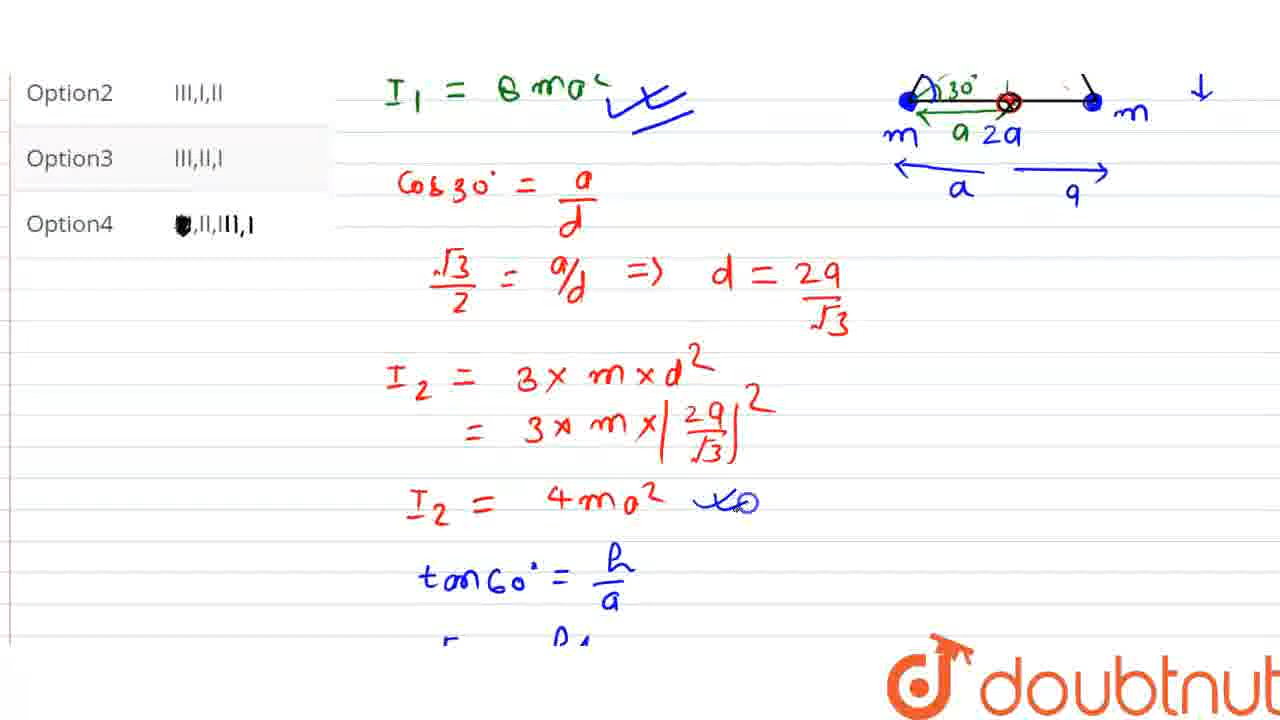 Option2 III,I,II
Option3 III,II,I
Option4 ,II,III,I
I₁ = 8ma²
30°
m a 2a m
a a
cos30° = a/d
√3/2 = a/d => d = 2a/√3
I₂ = 3 × m × d²
= 3 × m × (2a/√3)²
I₂ = 4ma²
tan60° = h/a
doubtnut